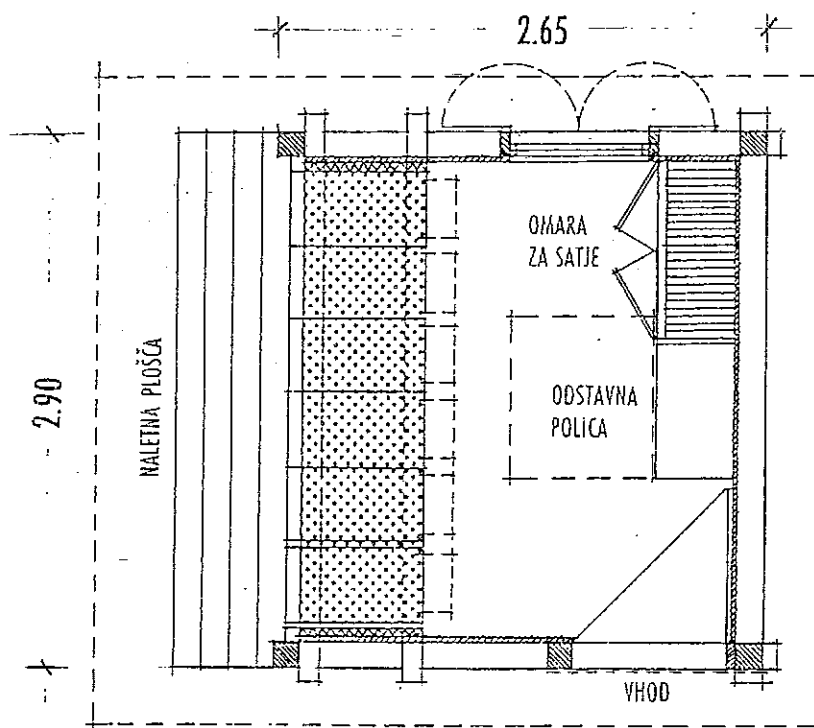 2.65
OMARA
ZA SATJE
NALETNA PLOŠČA
2.90
ODSTAVNA
POLICA
VHOD